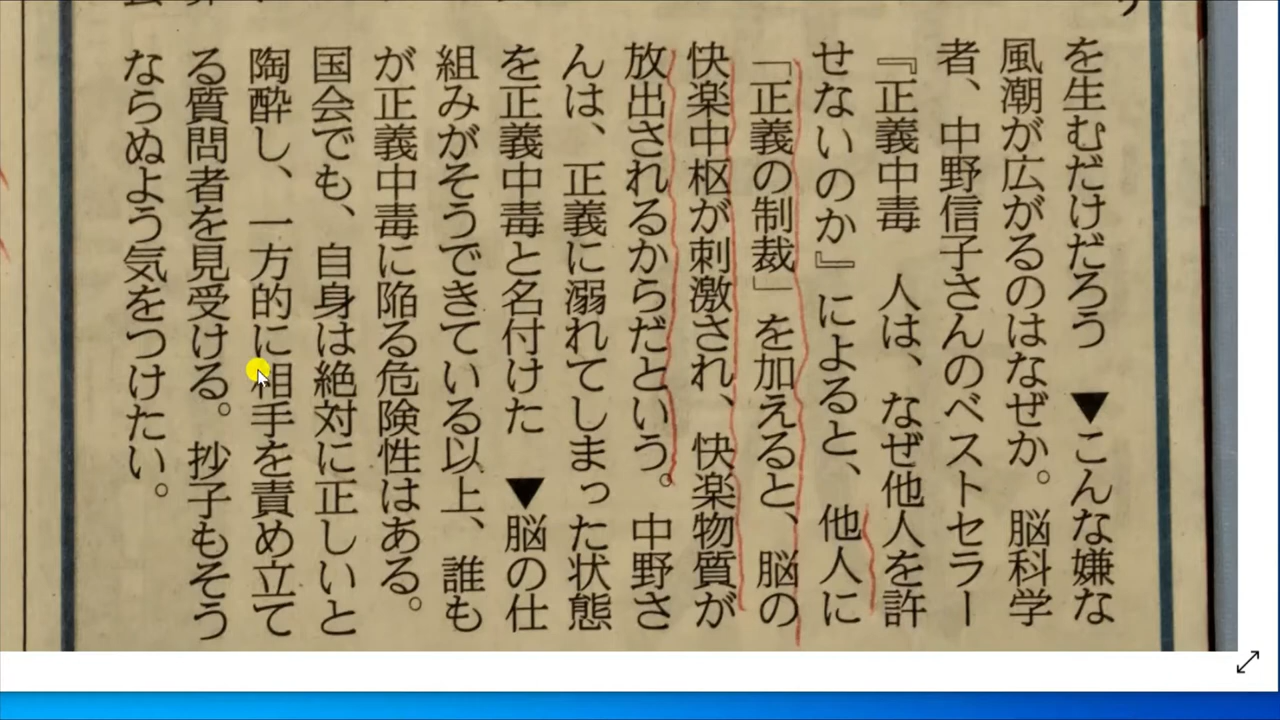 を生むだけだろう　▼こんな嫌な
風潮が広がるのはなぜか。脳科学
者、中野信子さんのベストセラー
『正義中毒　人は、なぜ他人を許
せないのか』によると、他人に
「正義の制裁」を加えると、脳の
快楽中枢が刺激され、快楽物質が
放出されるからだという。中野さ
んは、正義に溺れてしまった状態
を正義中毒と名付けた　▼脳の仕
組みがそうできている以上、誰も
が正義中毒に陥る危険性はある。
国会でも、自身は絶対に正しいと
陶酔し、一方的に相手を責め立て
る質問者を見受ける。抄子もそう
ならぬよう気をつけたい。